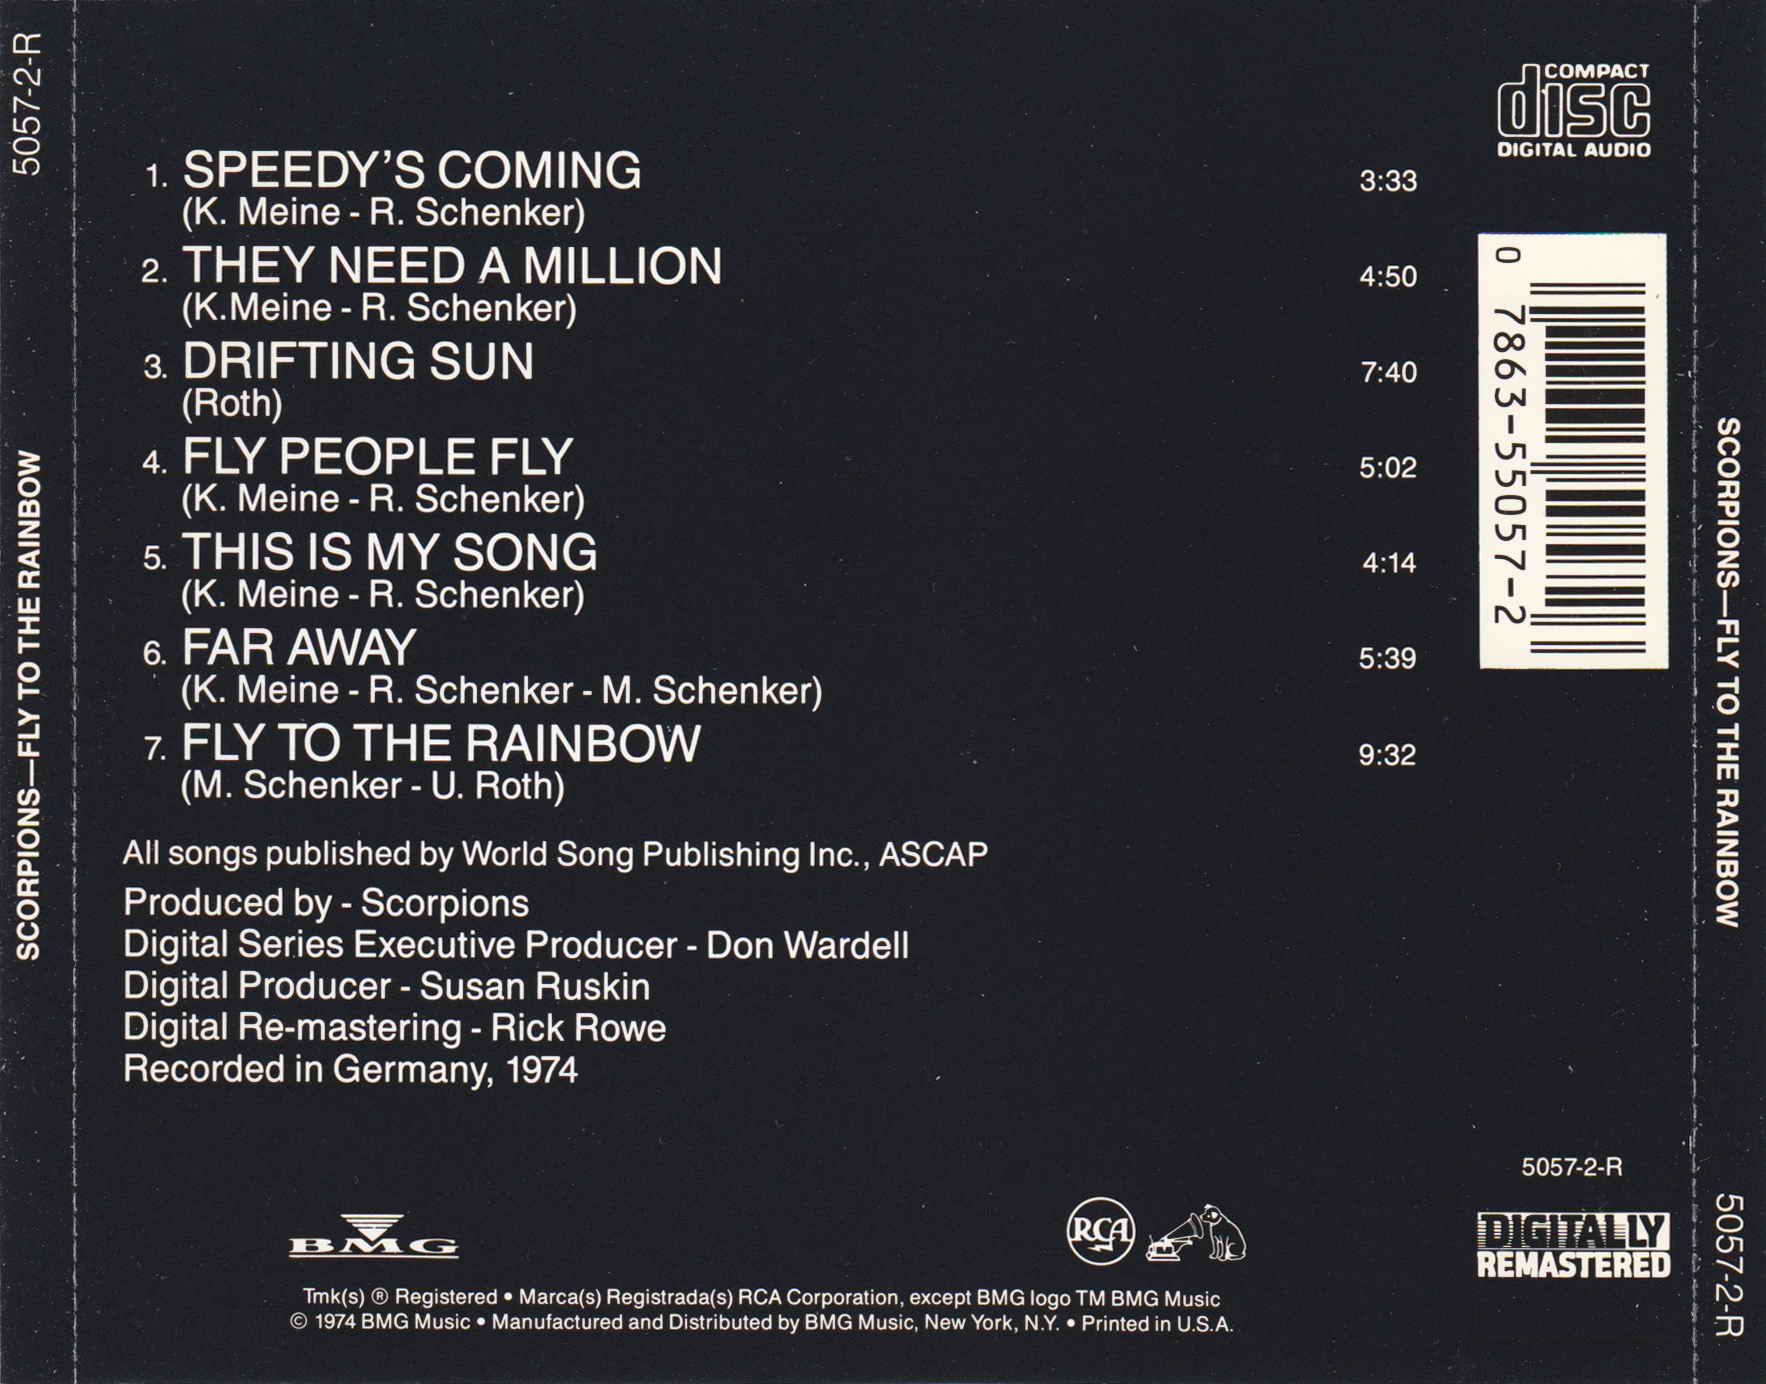 5057-2-R
SCORPIONS—FLY TO THE RAINBOW
1. SPEEDY'S COMING 3:33
(K. Meine - R. Schenker)
2. THEY NEED A MILLION 4:50
(K.Meine - R. Schenker)
3. DRIFTING SUN 7:40
(Roth)
4. FLY PEOPLE FLY 5:02
(K. Meine - R. Schenker)
5. THIS IS MY SONG 4:14
(K. Meine - R. Schenker)
6. FAR AWAY 5:39
(K. Meine - R. Schenker - M. Schenker)
7. FLY TO THE RAINBOW 9:32
(M. Schenker - U. Roth)
All songs published by World Song Publishing Inc., ASCAP
Produced by - Scorpions
Digital Series Executive Producer - Don Wardell
Digital Producer - Susan Ruskin
Digital Re-mastering - Rick Rowe
Recorded in Germany, 1974
BMG
RCA
Tmk(s) ® Registered • Marca(s) Registrada(s) RCA Corporation, except BMG logo TM BMG Music
© 1974 BMG Music • Manufactured and Distributed by BMG Music, New York, N.Y. • Printed in U.S.A.
COMPACT
disc
DIGITAL AUDIO
0 7863-55057-2
5057-2-R
DIGITALLY
REMASTERED
SCORPIONS—FLY TO THE RAINBOW
5057-2-R